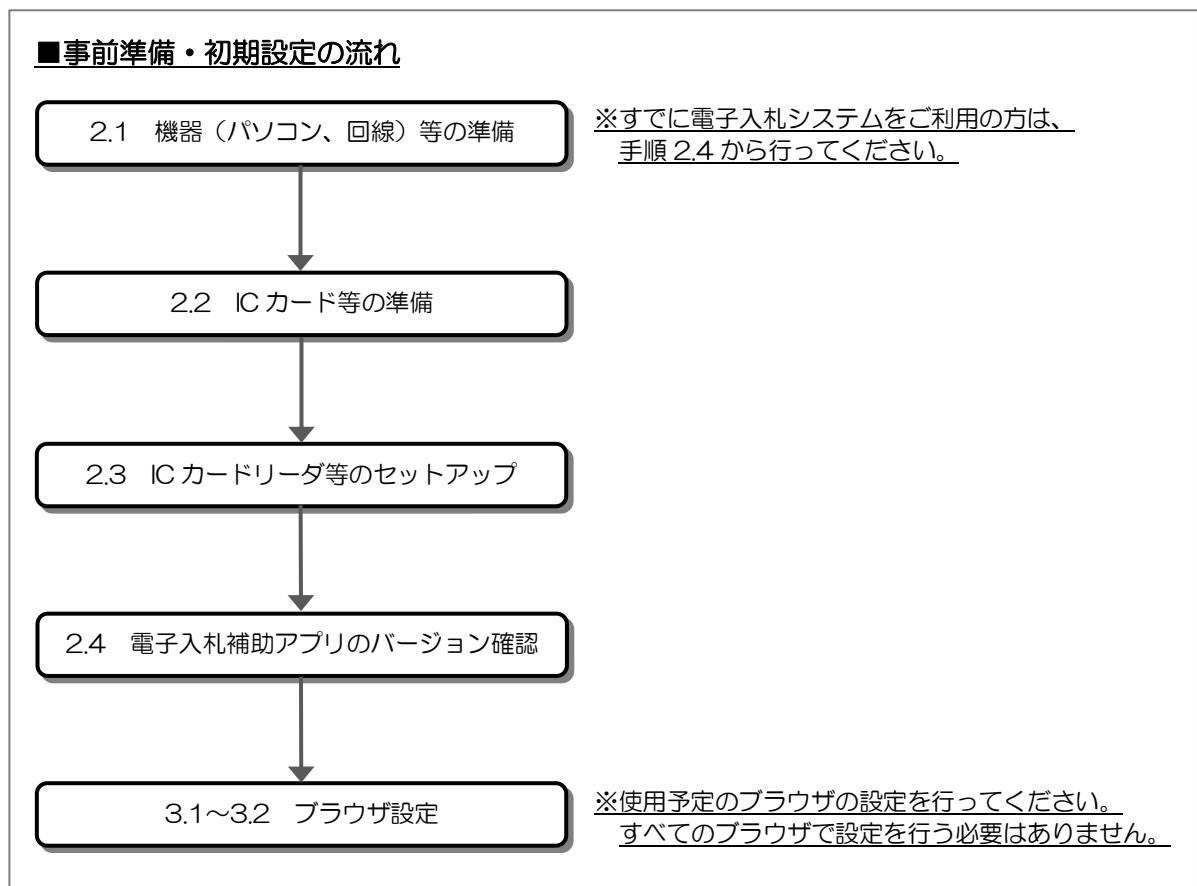 ■事前準備・初期設定の流れ
2.1 機器（パソコン、回線）等の準備
※すでに電子入札システムをご利用の方は、
手順 2.4 から行ってください。
2.2 IC カード等の準備
2.3 IC カードリーダ等のセットアップ
2.4 電子入札補助アプリのバージョン確認
3.1～3.2 ブラウザ設定
※使用予定のブラウザの設定を行ってください。
すべてのブラウザで設定を行う必要はありません。